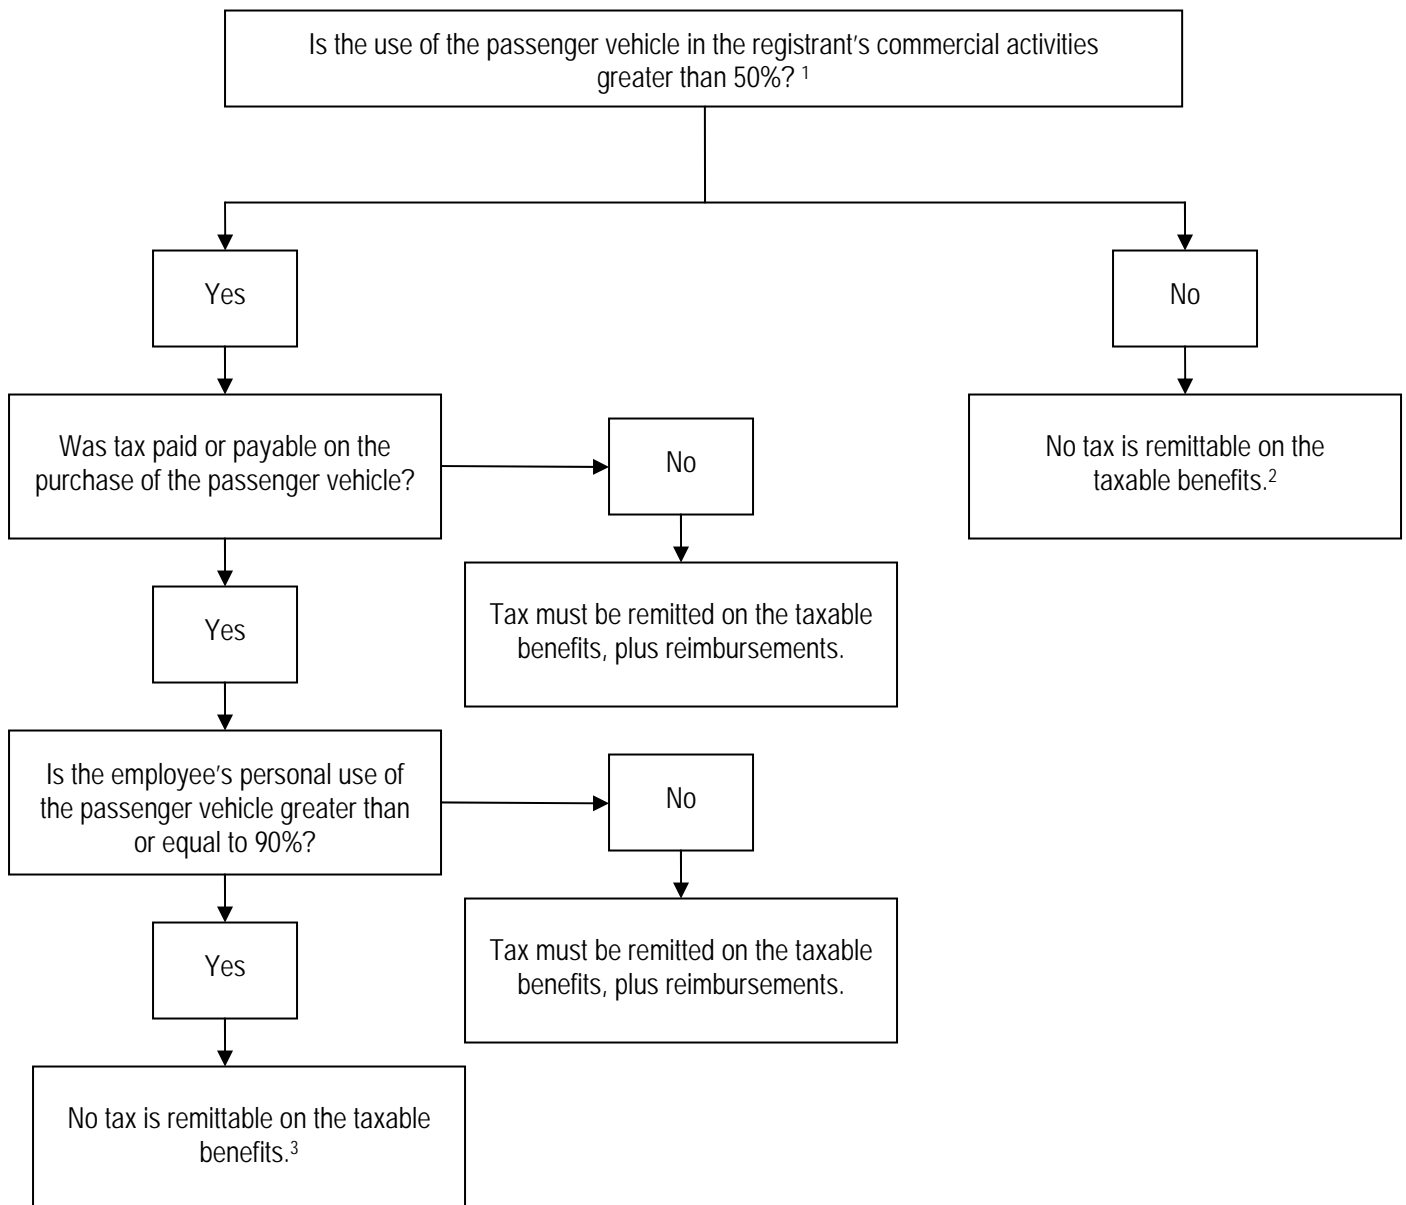 Is the use of the passenger vehicle in the registrant’s commercial activities
greater than 50%? 1
Yes
No
Was tax paid or payable on the
purchase of the passenger vehicle?
No
No tax is remittable on the
taxable benefits.2
Yes
Tax must be remitted on the taxable
benefits, plus reimbursements.
Is the employee’s personal use of
the passenger vehicle greater than
or equal to 90%?
No
Yes
Tax must be remitted on the taxable
benefits, plus reimbursements.
No tax is remittable on the taxable
benefits.3